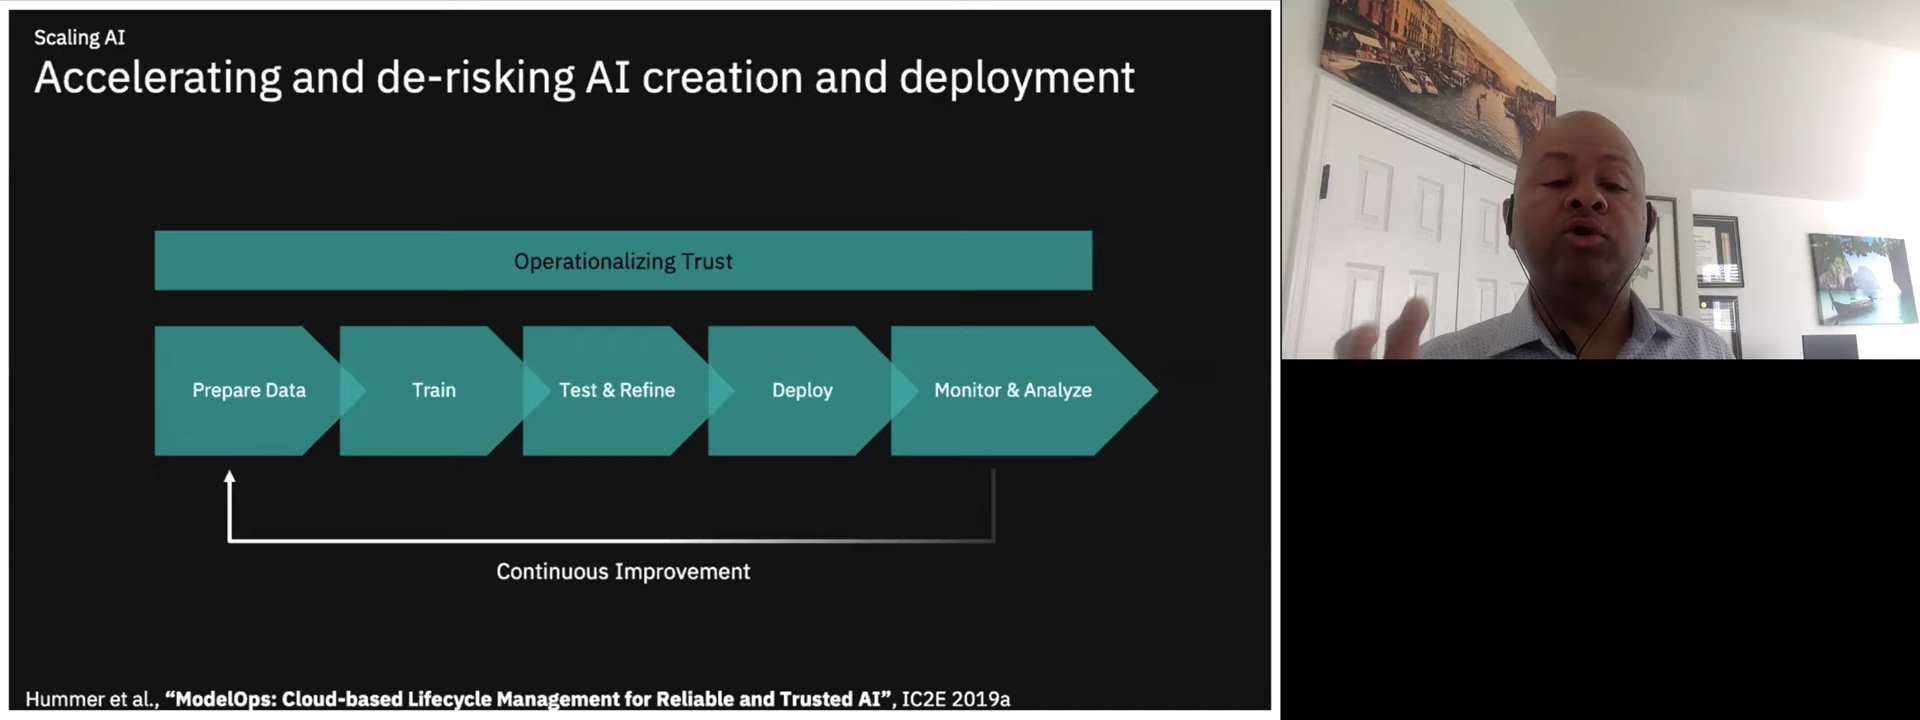 Scaling AI
Accelerating and de-risking AI creation and deployment
Operationalizing Trust
Prepare Data
Train
Test & Refine
Deploy
Monitor & Analyze
Continuous Improvement
Hummer et al., “ModelOps: Cloud-based Lifecycle Management for Reliable and Trusted AI”, IC2E 2019a